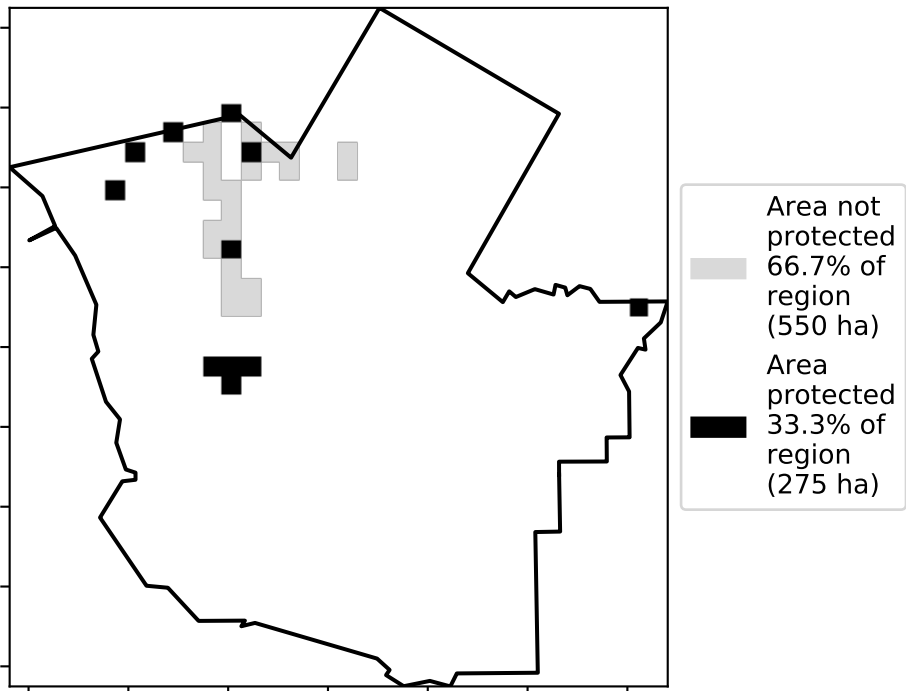 Area not
protected
66.7% of
region
(550 ha)
Area
protected
33.3% of
region
(275 ha)